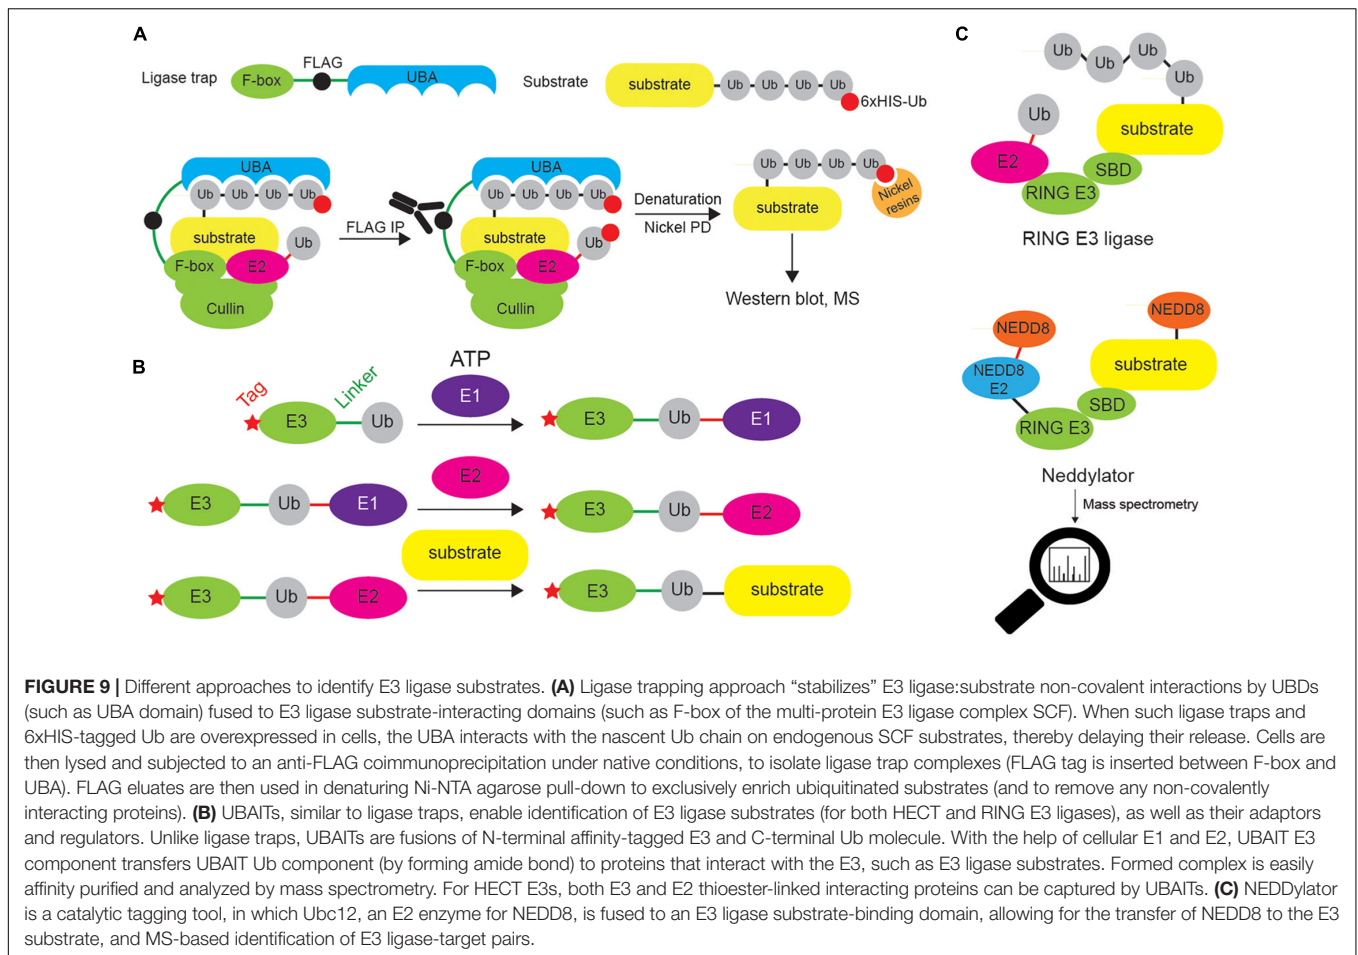 A
Ligase trap
F-box
FLAG
UBA
Substrate
substrate
Ub
Ub
Ub
Ub
6xHIS-Ub
UBA
Ub
Ub
Ub
Ub
substrate
Ub
F-box
E2
Cullin
FLAG IP
UBA
Ub
Ub
Ub
Ub
substrate
Ub
F-box
E2
Cullin
Denaturation
Nickel PD
Ub
Ub
Ub
Ub
substrate
Nickel
resins
Western blot, MS
B
Tag
E3
Linker
Ub
ATP
E1
E3
Ub
E1
E3
Ub
E1
E2
E3
Ub
E2
E3
Ub
E2
substrate
E3
Ub
substrate
C
Ub
Ub
Ub
Ub
Ub
substrate
E2
SBD
RING E3
RING E3 ligase
NEDD8
NEDD8
NEDD8
E2
substrate
SBD
RING E3
Neddylator
Mass spectrometry
FIGURE 9 | Different approaches to identify E3 ligase substrates. (A) Ligase trapping approach “stabilizes” E3 ligase:substrate non-covalent interactions by UBDs
(such as UBA domain) fused to E3 ligase substrate-interacting domains (such as F-box of the multi-protein E3 ligase complex SCF). When such ligase traps and
6xHIS-tagged Ub are overexpressed in cells, the UBA interacts with the nascent Ub chain on endogenous SCF substrates, thereby delaying their release. Cells are
then lysed and subjected to an anti-FLAG coimmunoprecipitation under native conditions, to isolate ligase trap complexes (FLAG tag is inserted between F-box and
UBA). FLAG eluates are then used in denaturing Ni-NTA agarose pull-down to exclusively enrich ubiquitinated substrates (and to remove any non-covalently
interacting proteins). (B) UBAITs, similar to ligase traps, enable identification of E3 ligase substrates (for both HECT and RING E3 ligases), as well as their adaptors
and regulators. Unlike ligase traps, UBAITs are fusions of N-terminal affinity-tagged E3 and C-terminal Ub molecule. With the help of cellular E1 and E2, UBAIT E3
component transfers UBAIT Ub component (by forming amide bond) to proteins that interact with the E3, such as E3 ligase substrates. Formed complex is easily
affinity purified and analyzed by mass spectrometry. For HECT E3s, both E3 and E2 thioester-linked interacting proteins can be captured by UBAITs. (C) NEDDylator
is a catalytic tagging tool, in which Ubc12, an E2 enzyme for NEDD8, is fused to an E3 ligase substrate-binding domain, allowing for the transfer of NEDD8 to the E3
substrate, and MS-based identification of E3 ligase-target pairs.